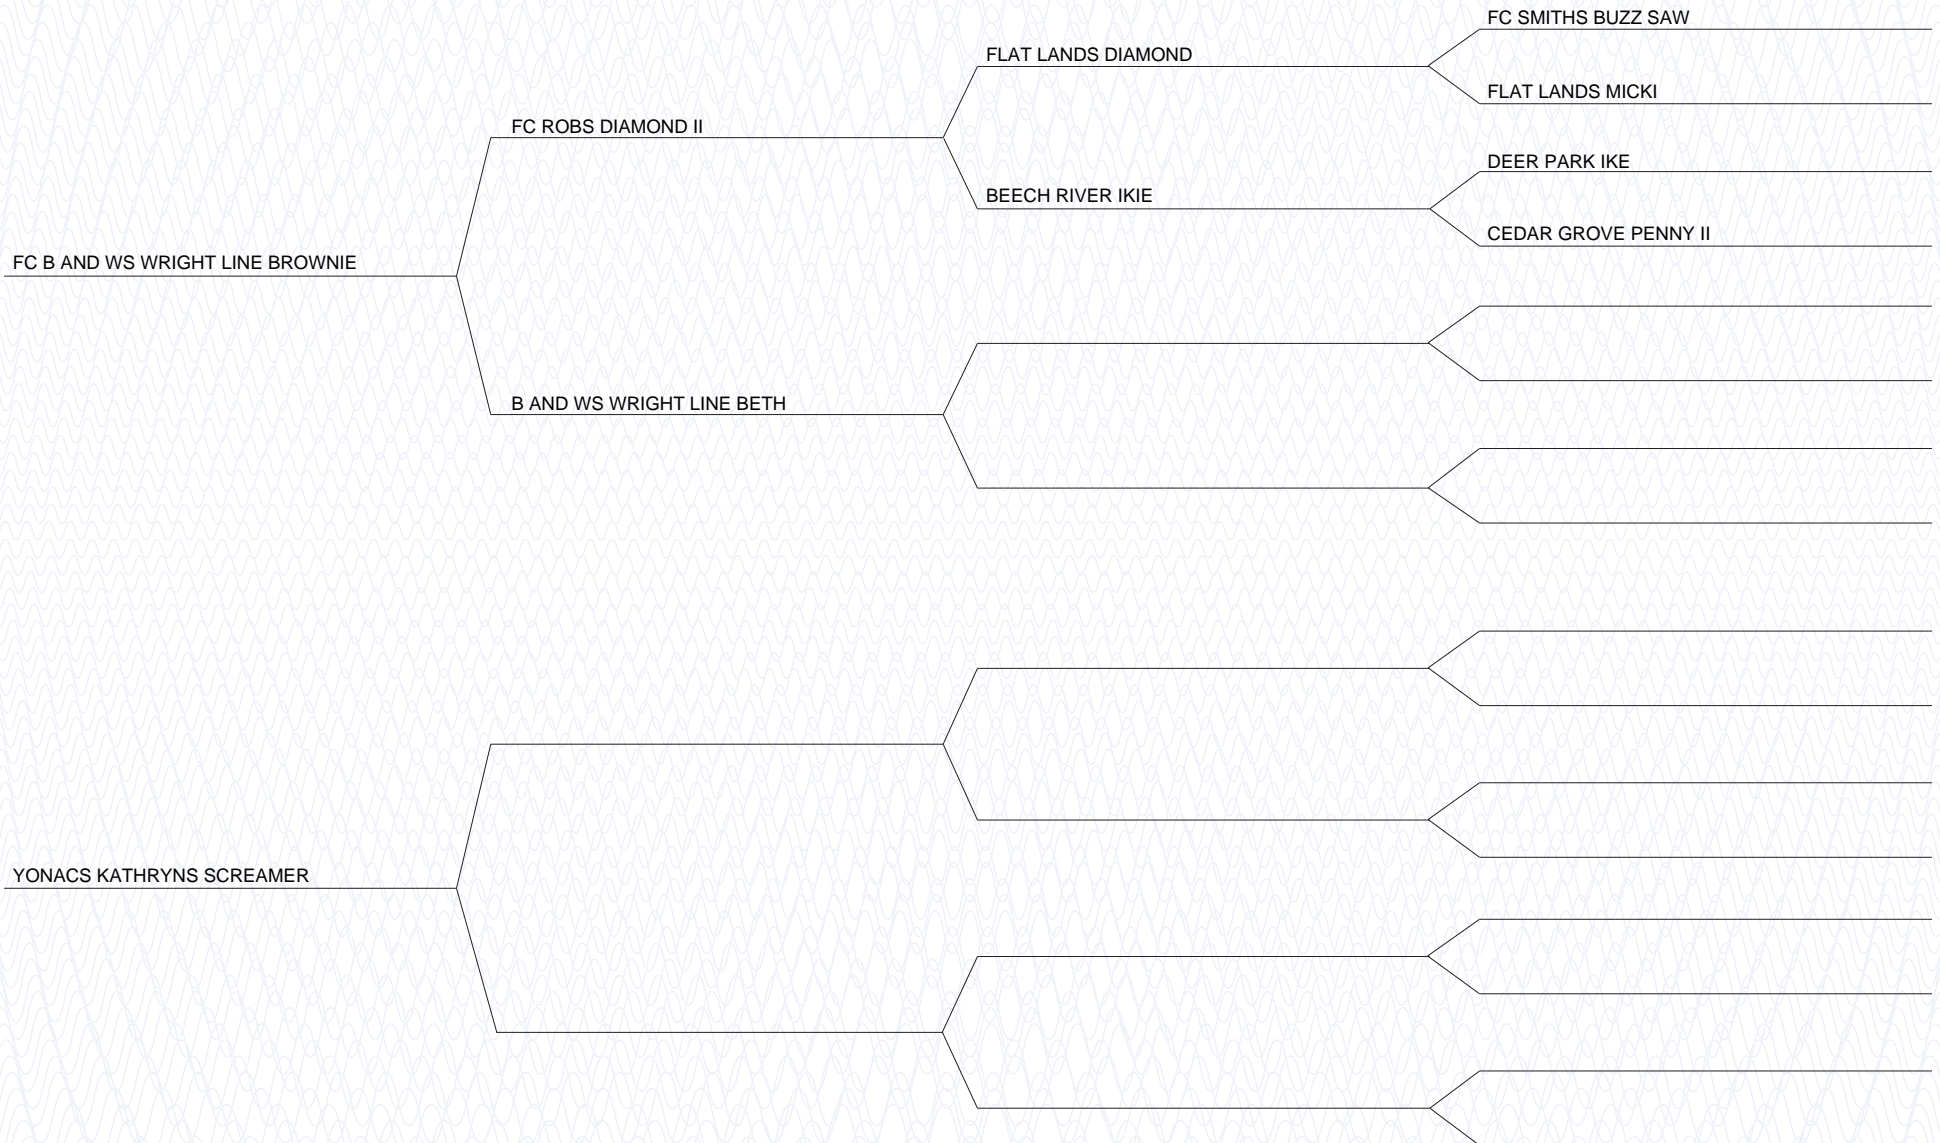 FC SMITHS BUZZ SAW
FLAT LANDS DIAMOND
FLAT LANDS MICKI
FC ROBS DIAMOND II
DEER PARK IKE
BEECH RIVER IKIE
CEDAR GROVE PENNY II
FC B AND WS WRIGHT LINE BROWNIE
B AND WS WRIGHT LINE BETH
YONACS KATHRYNS SCREAMER